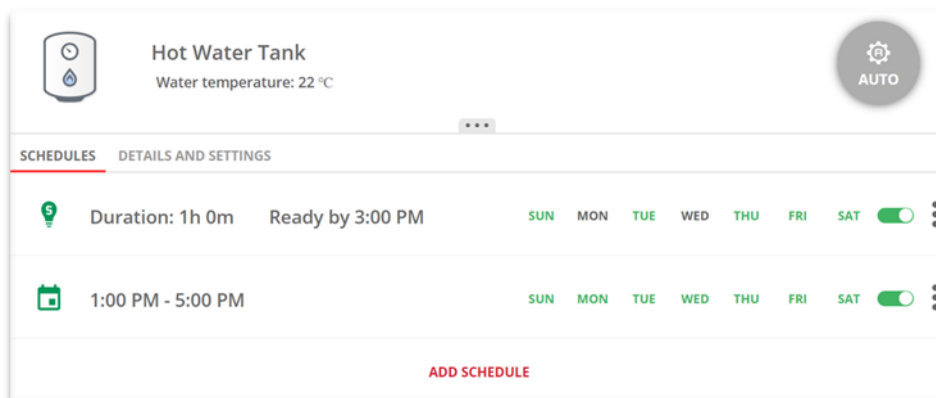 Hot Water Tank
Water temperature: 22 °C
AUTO
SCHEDULES DETAILS AND SETTINGS
Duration: 1h 0m Ready by 3:00 PM SUN MON TUE WED THU FRI SAT
1:00 PM - 5:00 PM SUN MON TUE WED THU FRI SAT
ADD SCHEDULE